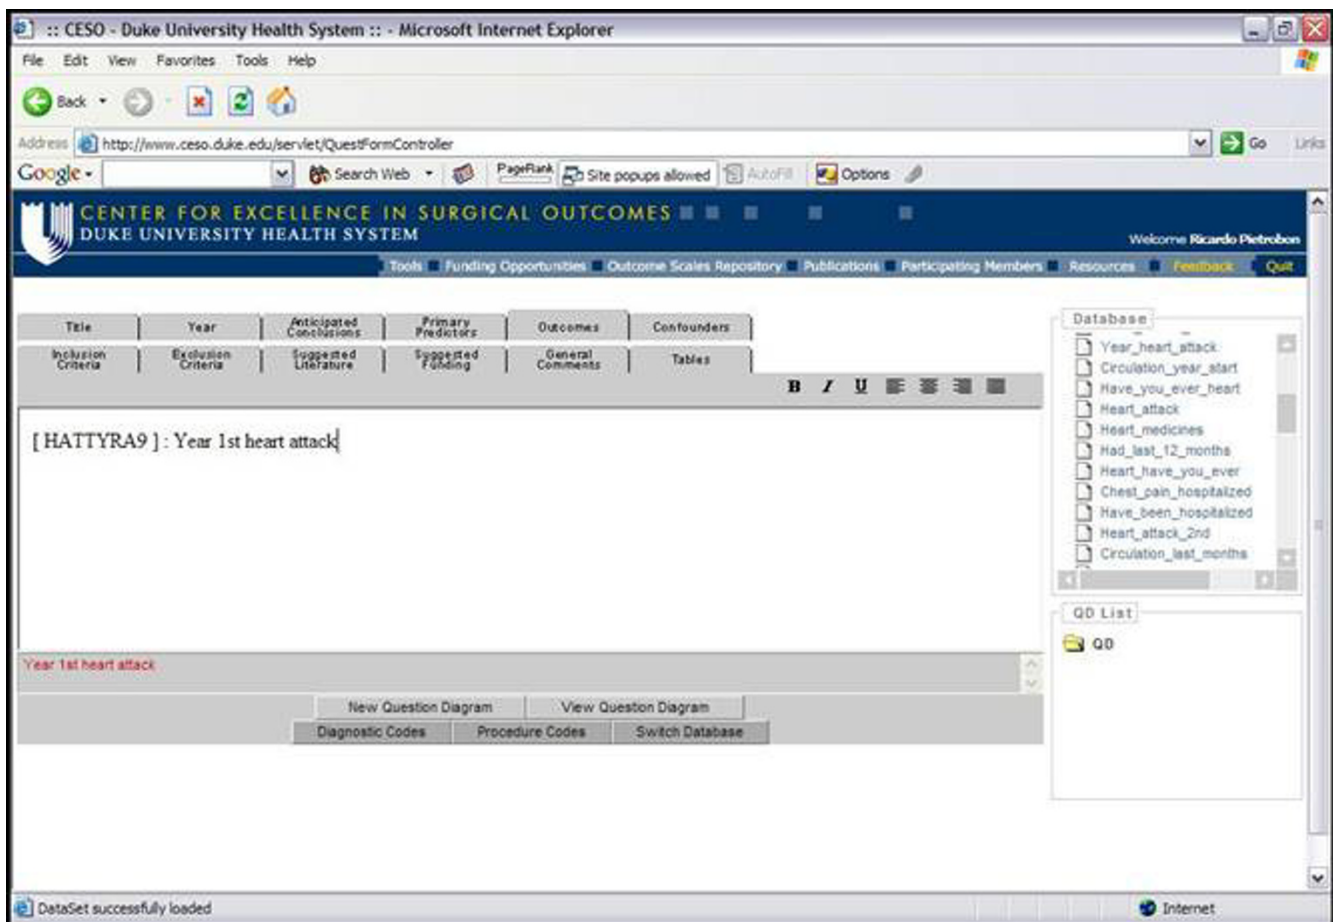 :: CESO - Duke University Health System :: - Microsoft Internet Explorer
File Edit View Favorites Tools Help
Back
Address http://www.ceso.duke.edu/servlet/QuestFormController Go Links
Google Search Web PageRank Site popups allowed AutoFill Options
CENTER FOR EXCELLENCE IN SURGICAL OUTCOMES
DUKE UNIVERSITY HEALTH SYSTEM
Welcome Ricardo Pietrobon
Tools Funding Opportunities Outcome Scales Repository Publications Participating Members Resources Feedback Quit
Title Year Anticipated Conclusions Primary Predictors Outcomes Confounders
Inclusion Criteria Exclusion Criteria Suggested Literature Suggested Funding General Comments Tables
B I U
[ HATTYRA9 ] : Year 1st heart attack
Year 1st heart attack
New Question Diagram View Question Diagram
Diagnostic Codes Procedure Codes Switch Database
Database
Year_heart_attack
Circulation_year_start
Have_you_ever_heart
Heart_attack
Heart_medicines
Had_last_12_months
Heart_have_you_ever
Chest_pain_hospitalized
Have_been_hospitalized
Heart_attack_2nd
Circulation_last_months
QD List
QD
DataSet successfully loaded
Internet